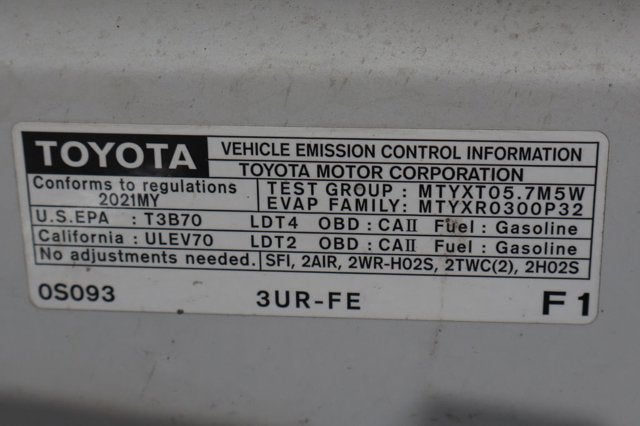 TOYOTA VEHICLE EMISSION CONTROL INFORMATION
TOYOTA MOTOR CORPORATION
Conforms to regulations 2021MY
TEST GROUP : MTYXT05.7M5W
EVAP FAMILY: MTYXR0300P32
U.S.EPA : T3B70 LDT4 OBD : CAII Fuel : Gasoline
California : ULEV70 LDT2 OBD : CAII Fuel : Gasoline
No adjustments needed. SFI, 2AIR, 2WR-H02S, 2TWC(2), 2H02S
0S093 3UR-FE F1